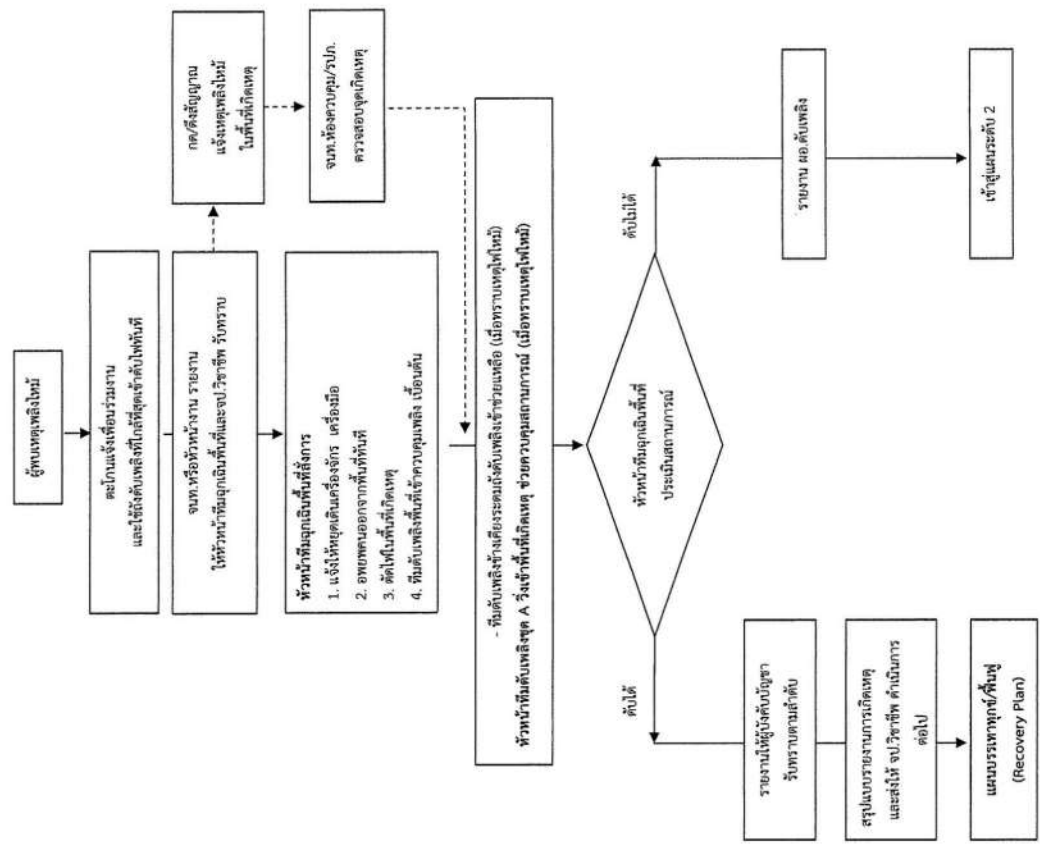 ผู้พบเหตุเพลิงไหม้
ตะโกนแจ้งเพื่อนร่วมงาน
และใช้ถังดับเพลิงที่ใกล้ที่สุดเข้าดับไฟทันที
จนท.หรือหัวหน้างาน รายงาน
ให้หัวหน้าทีมฉุกเฉินพื้นที่และจป.วิชาชีพ รับทราบ
กด/ดึงสัญญาณ
แจ้งเหตุเพลิงไหม้
ในพื้นที่เกิดเหตุ
จนท.ห้องควบคุม/รปภ.
ตรวจสอบจุดเกิดเหตุ
หัวหน้าทีมฉุกเฉินพื้นที่สั่งการ
1. แจ้งให้หยุดเดินเครื่องจักร เครื่องมือ
2. อพยพคนออกจากพื้นที่ทันที
3. ตัดไฟในพื้นที่เกิดเหตุ
4. ทีมดับเพลิงพื้นที่เข้าควบคุมเพลิง เบื้อนต้น
- ทีมดับเพลิงข้างเคียงระดมถังดับเพลิงเข้าช่วยเหลือ (เมื่อทราบเหตุไฟไหม้)
หัวหน้าทีมดับเพลิงชุด A วิ่งเข้าพื้นที่เกิดเหตุ ช่วยควบคุมสถานการณ์ (เมื่อทราบเหตุไฟไหม้)
หัวหน้าทีมฉุกเฉินพื้นที่
ประเมินสถานการณ์
ดับได้
ดับไม่ได้
รายงานให้ผู้บังคับบัญชา
รับทราบตามลำดับ
สรุปแบบรายงานการเกิดเหตุ
และส่งให้ จป.วิชาชีพ ดำเนินการ
ต่อไป
แผนบรรเทาทุกข์/ฟื้นฟู
(Recovery Plan)
รายงาน ผอ.ดับเพลิง
เข้าสู่แผนระดับ 2